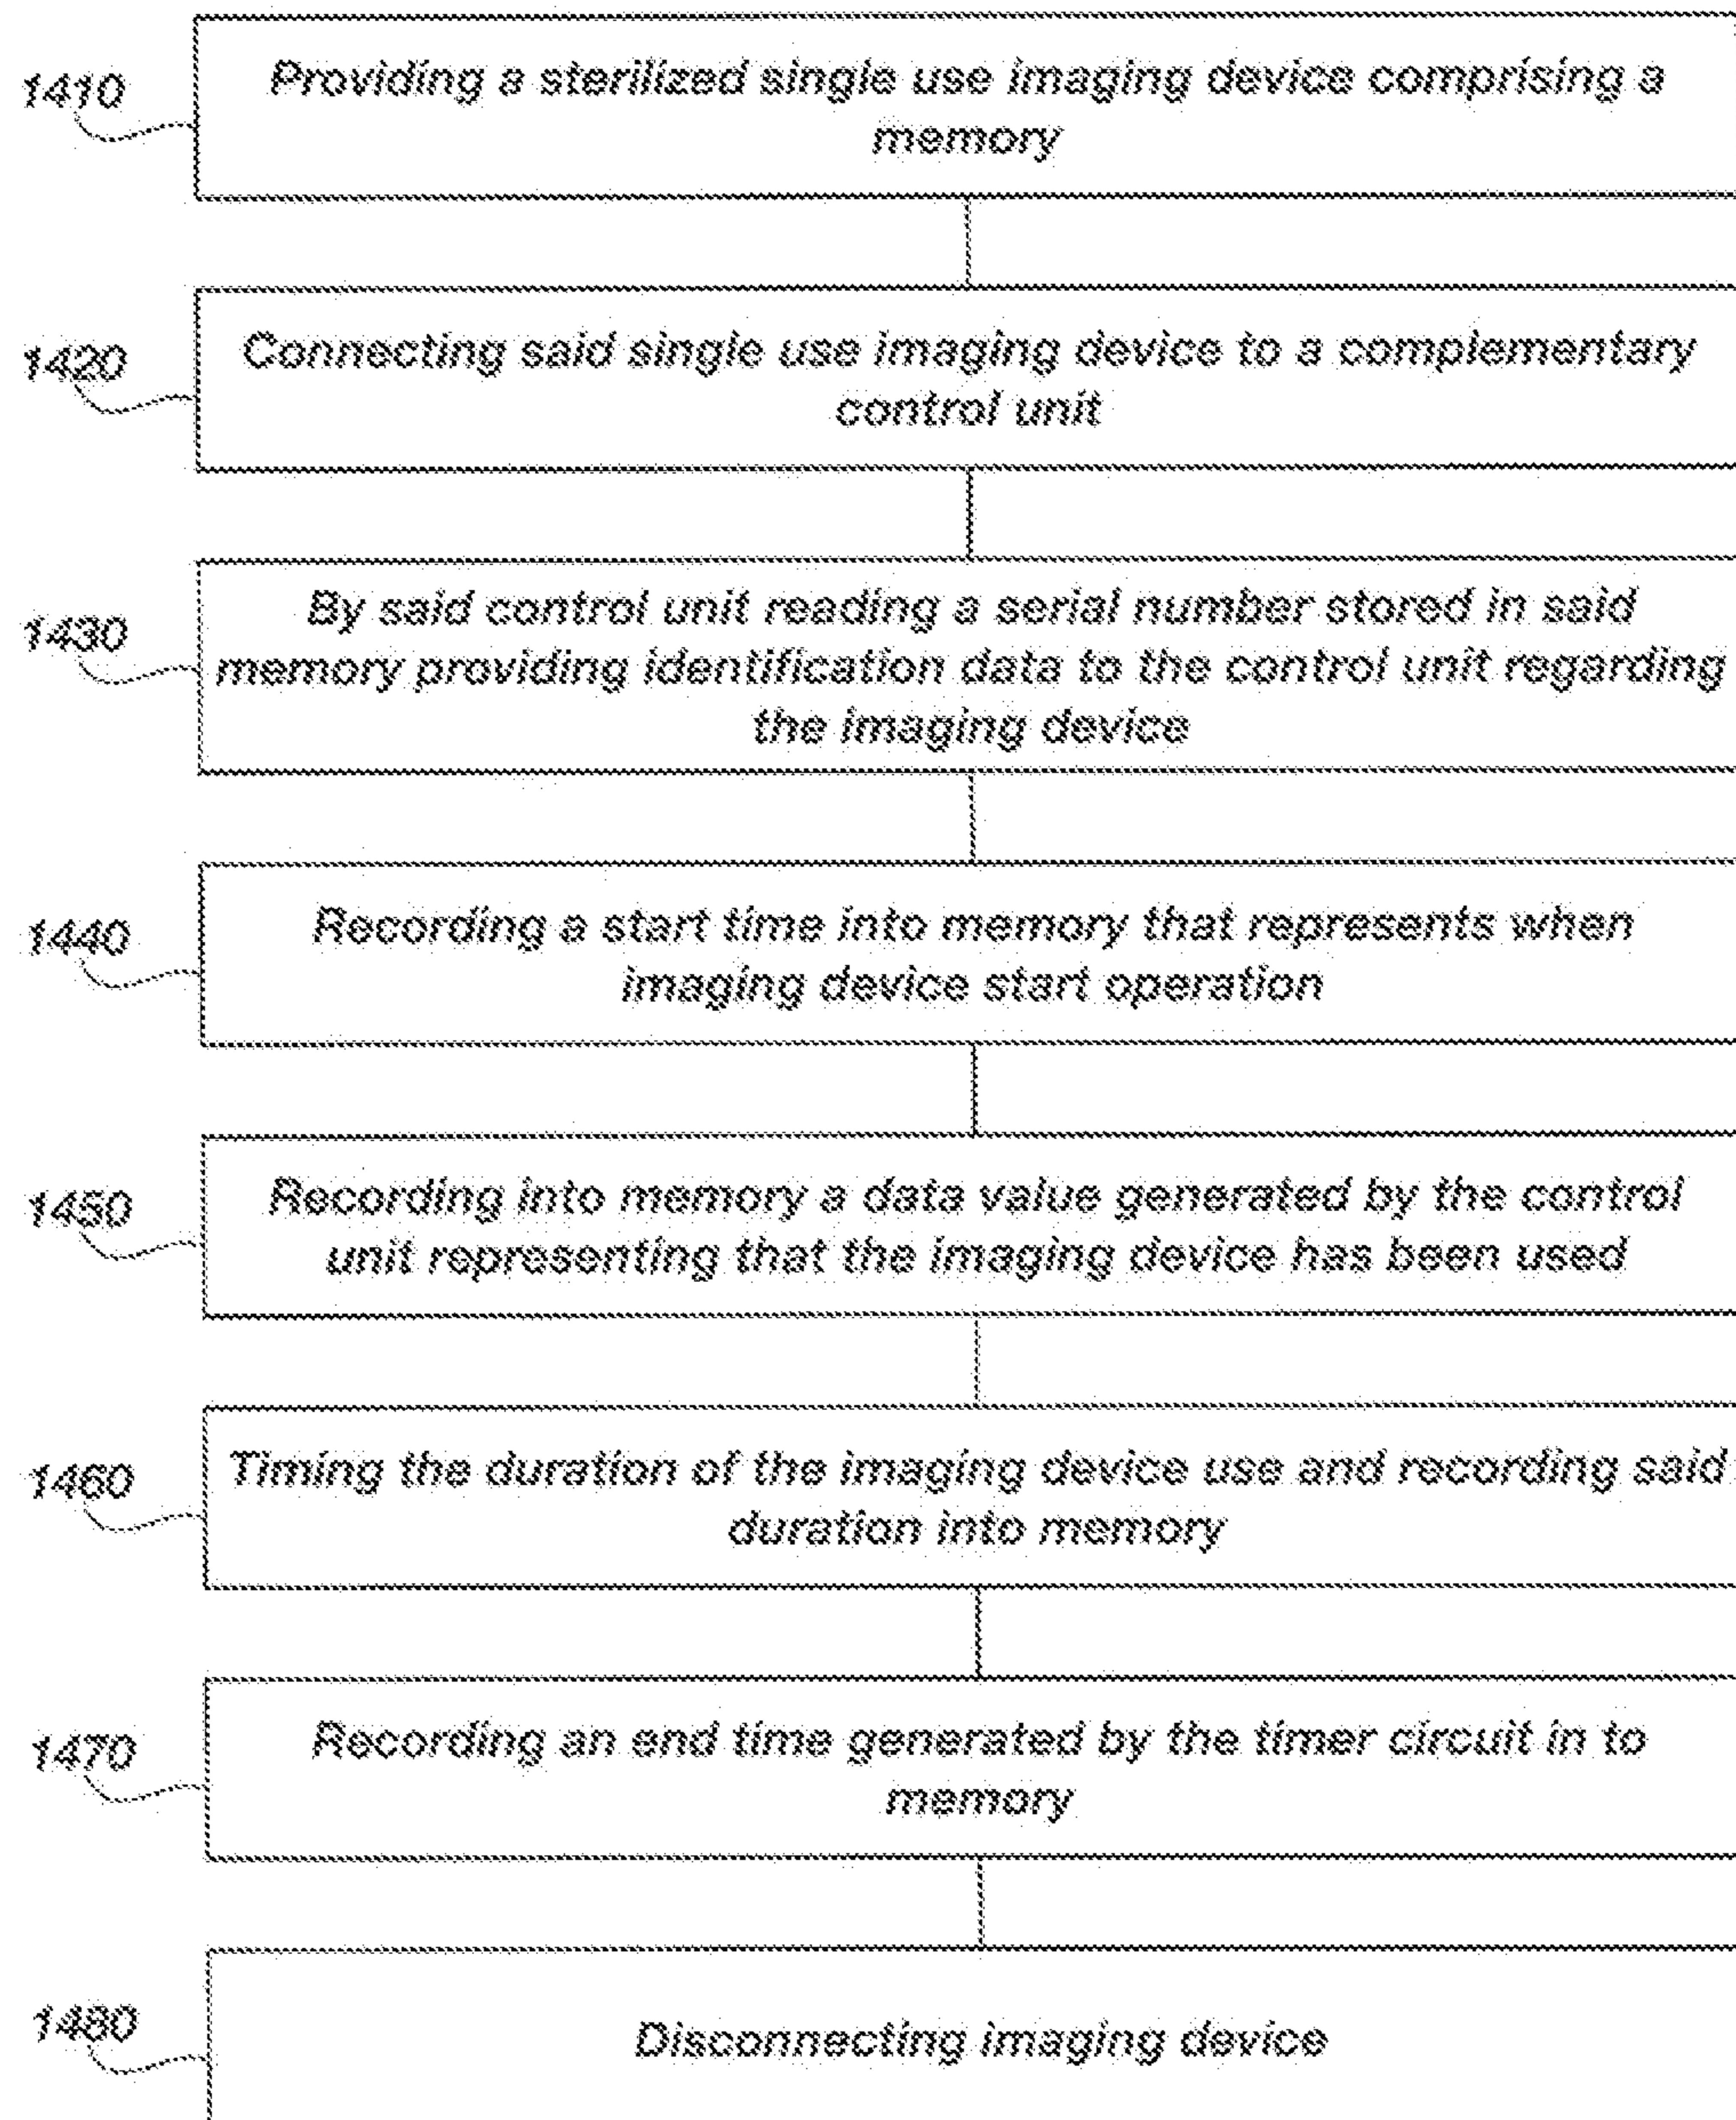 1410
Providing a sterilized single use imaging device comprising a
memory
1420
Connecting said single use imaging device to a complementary
control unit
1430
By said control unit reading a serial number stored in said
memory providing identification data to the control unit regarding
the imaging device
1440
Recording a start time into memory that represents when
imaging device start operation
1450
Recording into memory a data value generated by the control
unit representing that the imaging device has been used
1460
Timing the duration of the imaging device use and recording said
duration into memory
1470
Recording an end time generated by the timer circuit in to
memory
1480
Disconnecting imaging device